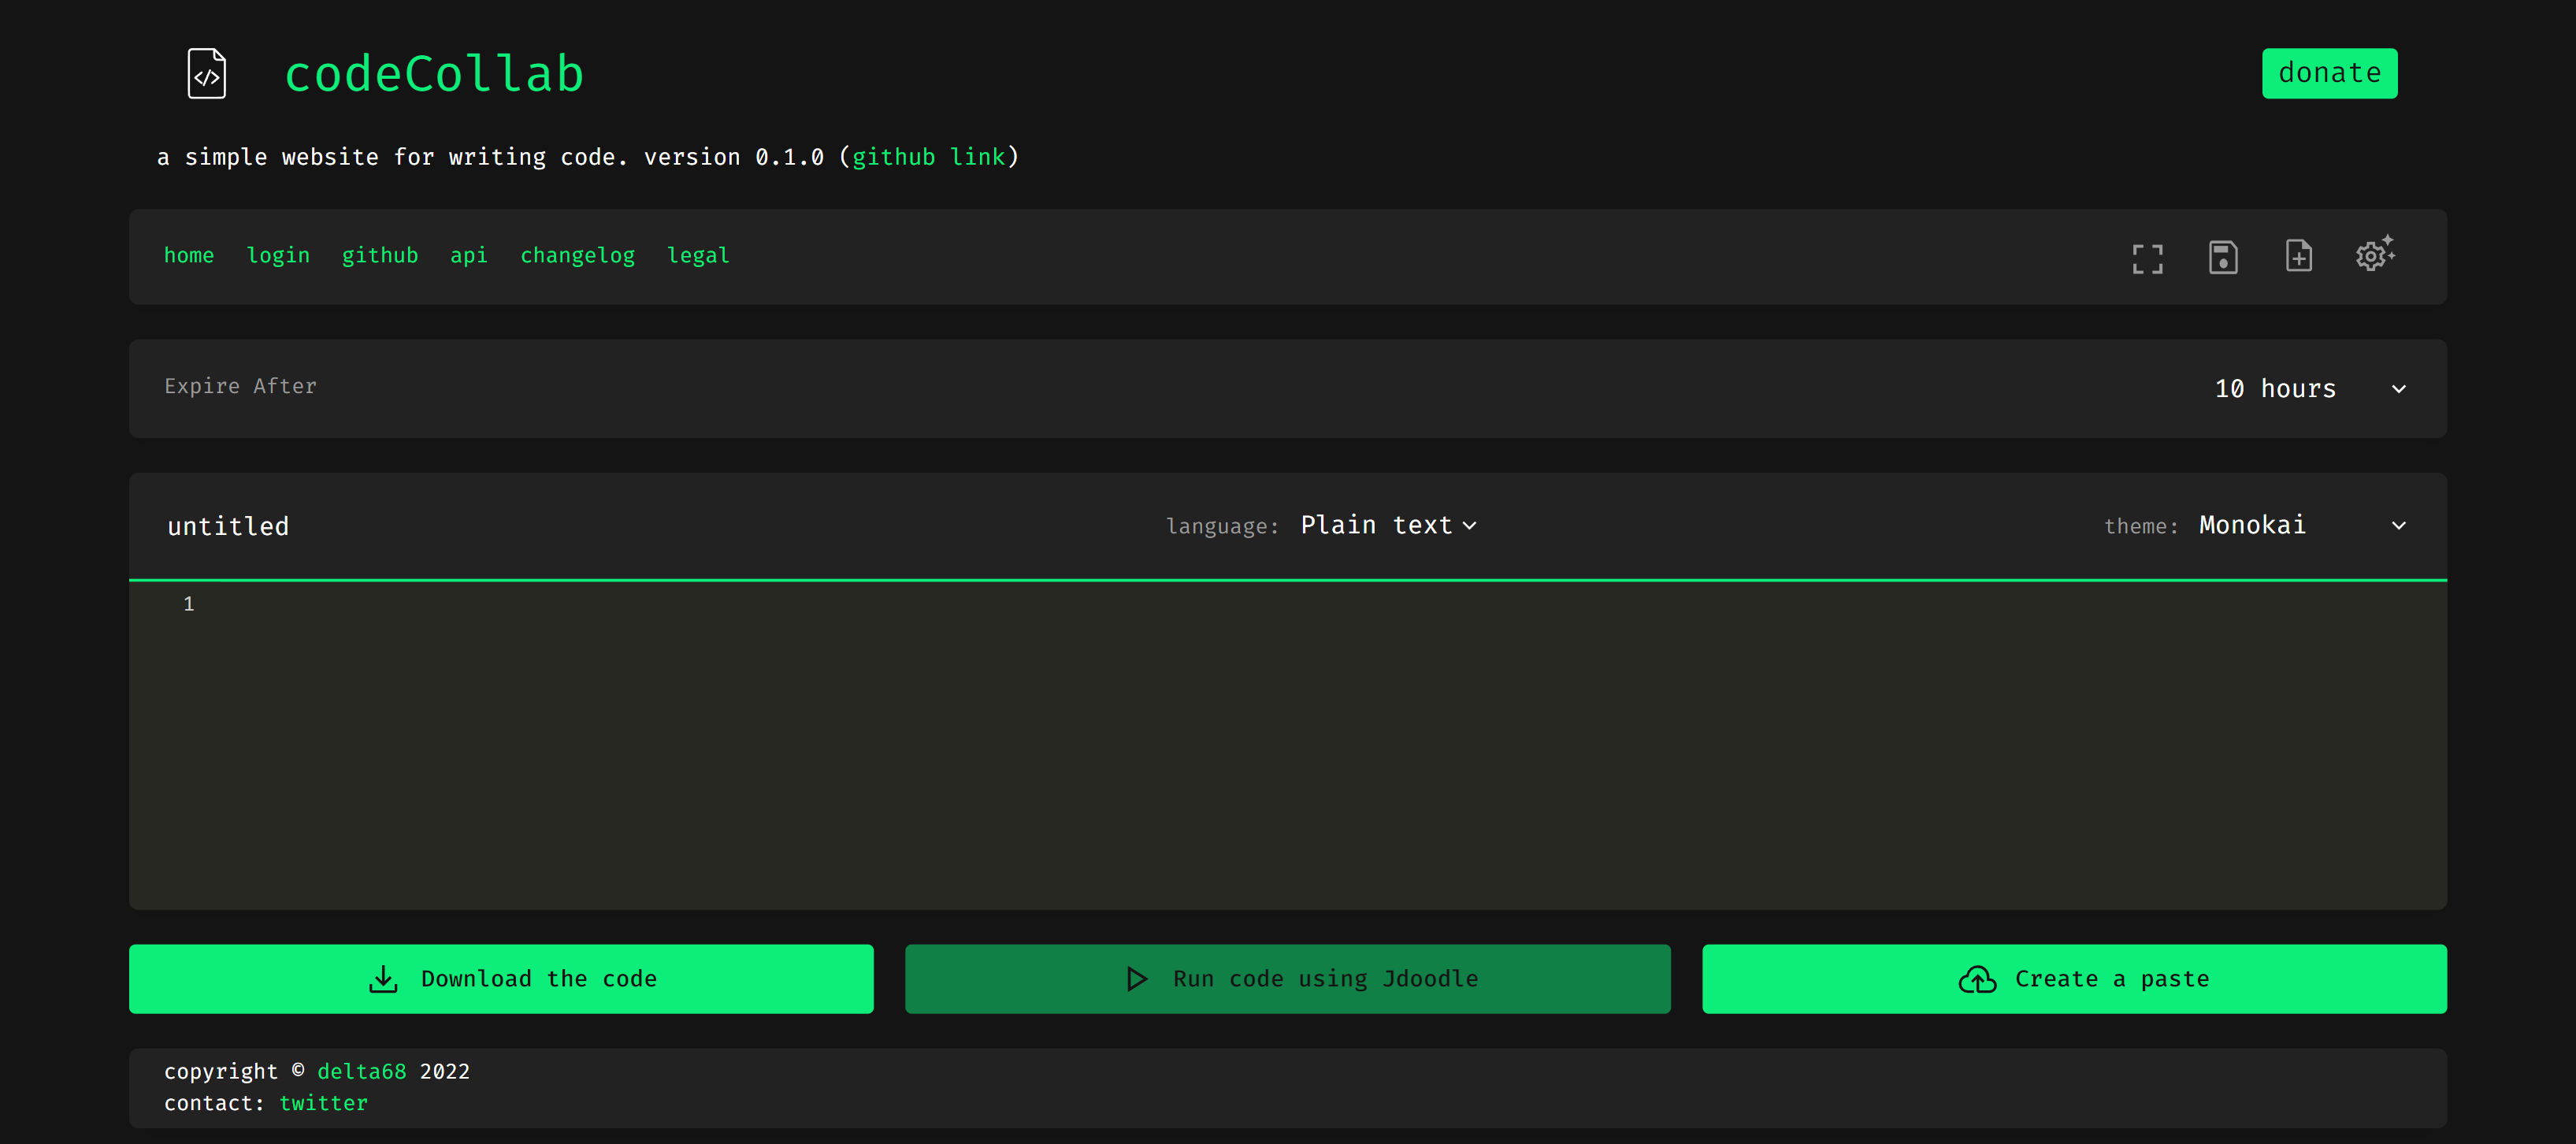 codeCollab
donate
a simple website for writing code. version 0.1.0 (github link)
home login github api changelog legal
Expire After 10 hours
untitled language: Plain text theme: Monokai
1
Download the code Run code using Jdoodle Create a paste
copyright © delta68 2022
contact: twitter